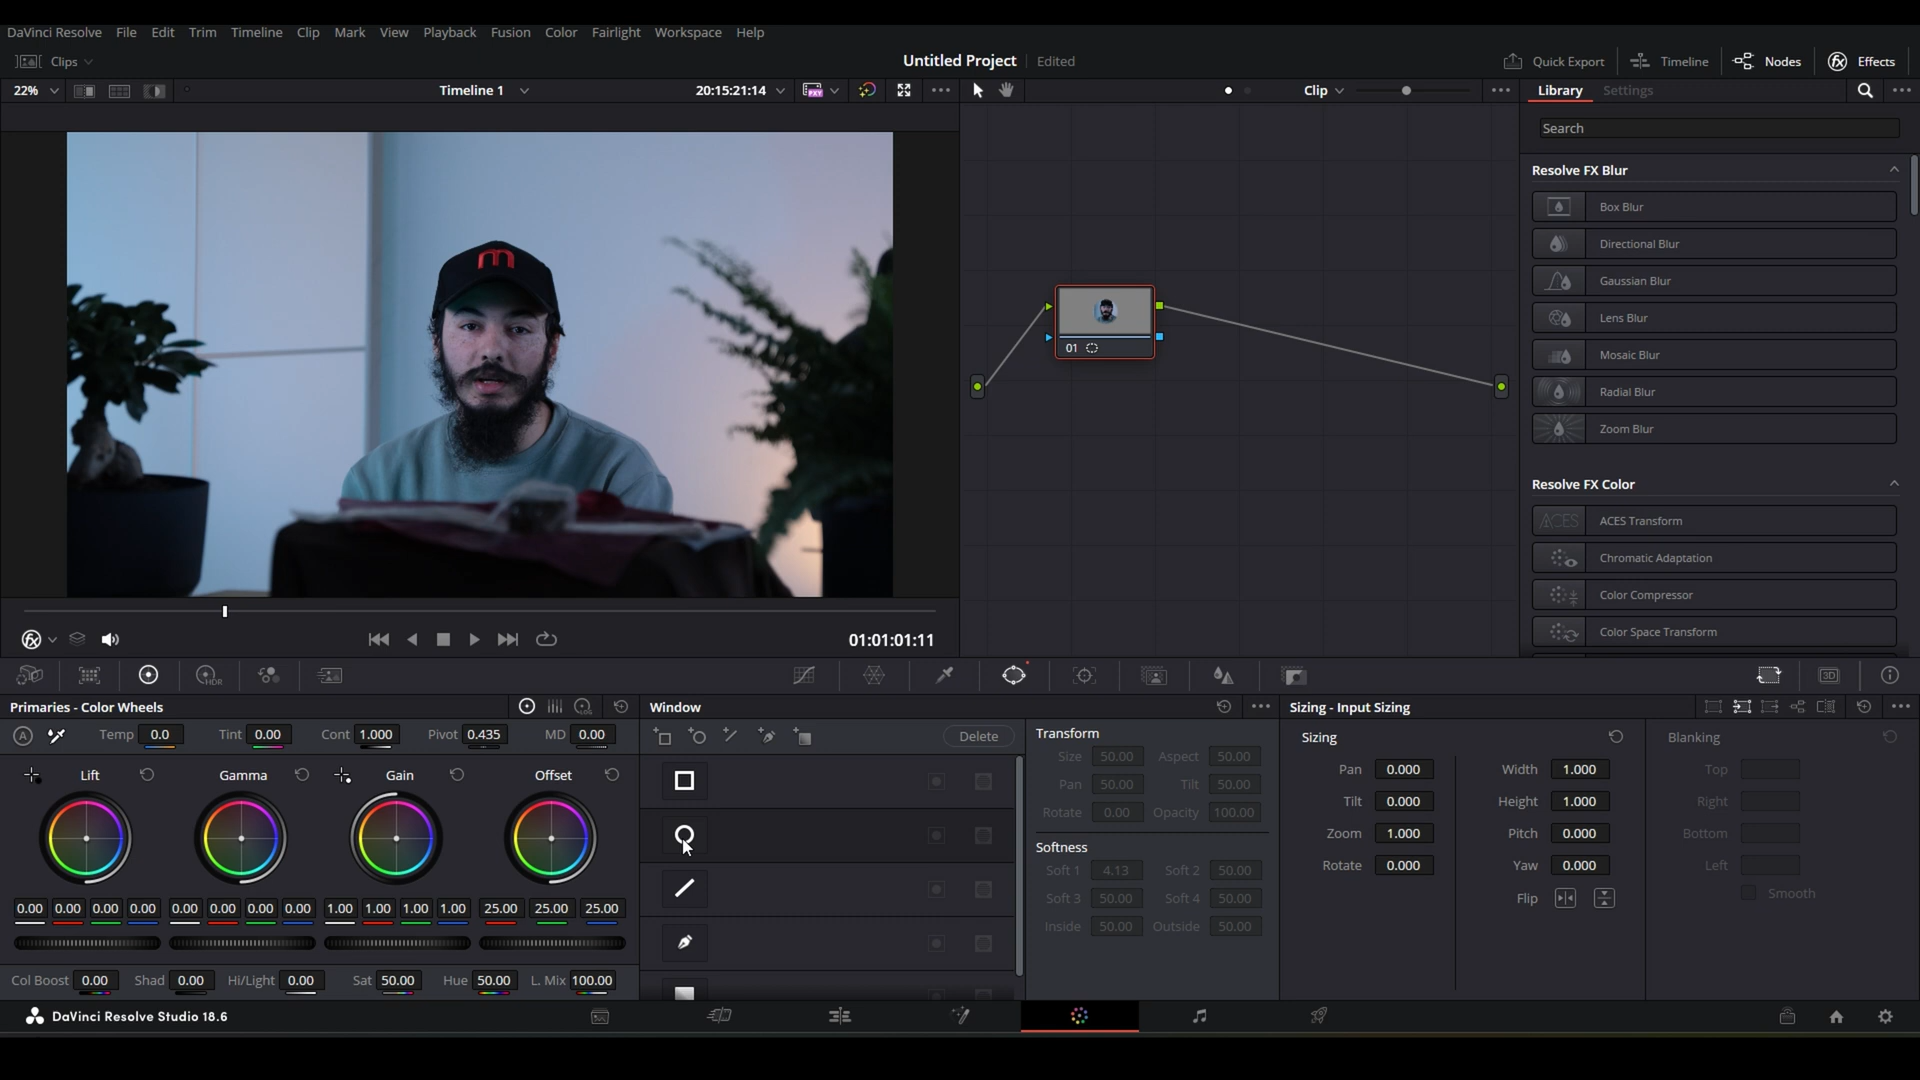 DaVinci Resolve File Edit Trim Timeline Clip Mark View Playback Fusion Color Fairlight Workspace Help
Clips Untitled Project Edited Quick Export Timeline Nodes Effects
22% Timeline 1 20:15:21:14 PXY Clip Library Settings
Search
Resolve FX Blur
Box Blur
Directional Blur
Gaussian Blur
Lens Blur
Mosaic Blur
Radial Blur
Zoom Blur
Resolve FX Color
ACES Transform
Chromatic Adaptation
Color Compressor
Color Space Transform
m
01
01:01:01:11
HDR 3D
Primaries - Color Wheels
A Temp 0.0 Tint 0.00 Cont 1.000 Pivot 0.435 MD 0.00
Lift Gamma Gain Offset
0.00 0.00 0.00 0.00 0.00 0.00 0.00 0.00 1.00 1.00 1.00 1.00 25.00 25.00 25.00
Col Boost 0.00 Shad 0.00 Hi/Light 0.00 Sat 50.00 Hue 50.00 L. Mix 100.00
Window
Delete
Transform
Size 50.00 Aspect 50.00
Pan 50.00 Tilt 50.00
Rotate 0.00 Opacity 100.00
Softness
Soft 1 4.13 Soft 2 50.00
Soft 3 50.00 Soft 4 50.00
Inside 50.00 Outside 50.00
Sizing - Input Sizing
Sizing
Pan 0.000 Width 1.000
Tilt 0.000 Height 1.000
Zoom 1.000 Pitch 0.000
Rotate 0.000 Yaw 0.000
Flip
Blanking
Top
Right
Bottom
Left
Smooth
DaVinci Resolve Studio 18.6